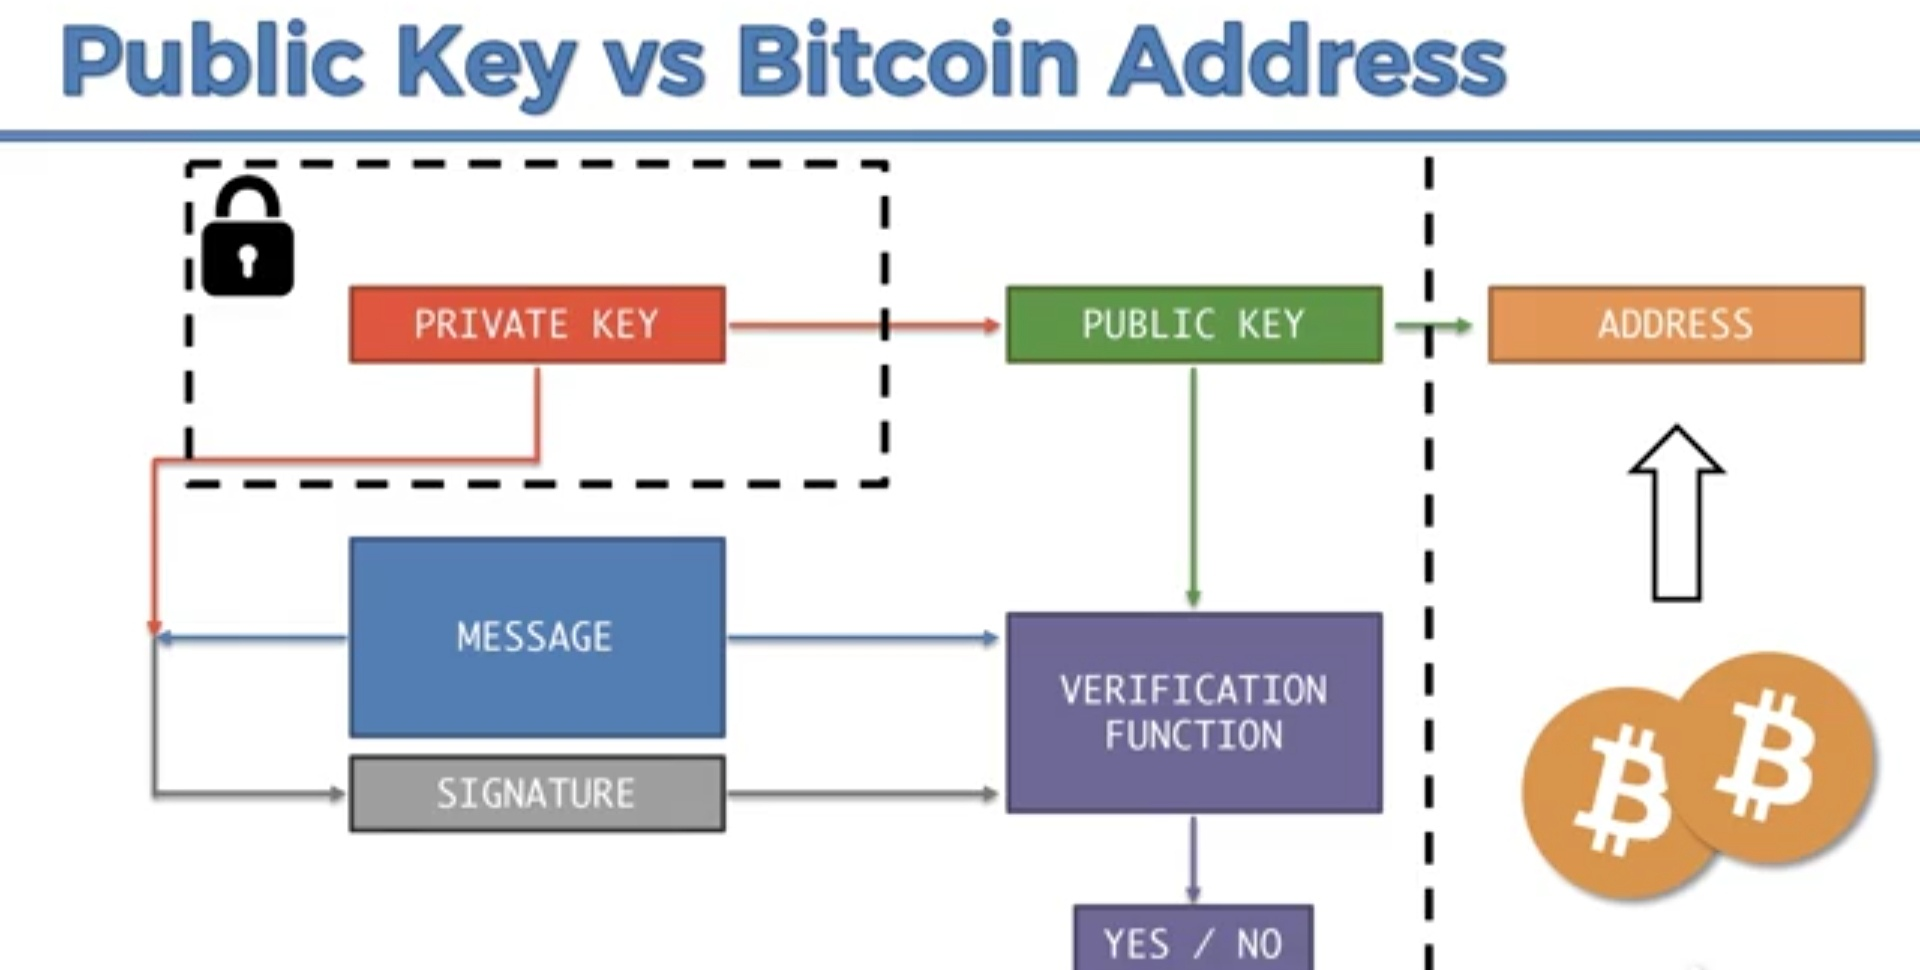 Public Key vs Bitcoin Address
PRIVATE KEY
PUBLIC KEY
ADDRESS
MESSAGE
VERIFICATION
FUNCTION
SIGNATURE
YES / NO